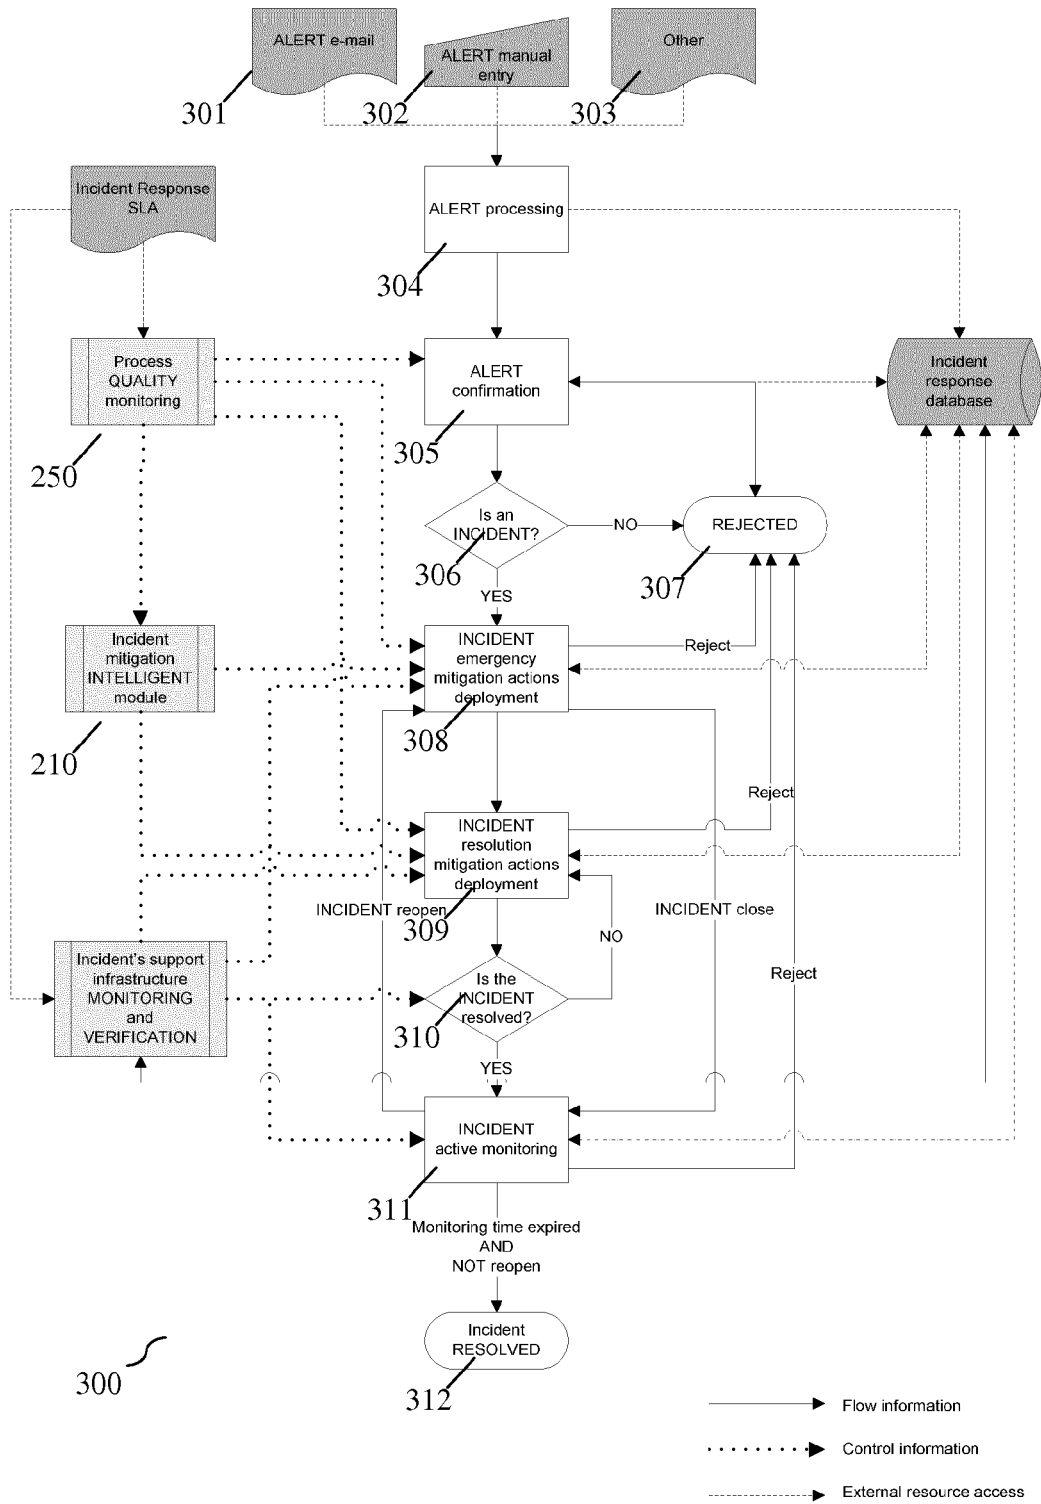 ALERT e-mail
ALERT manual
entry
Other
301
302
303
Incident Response
SLA
ALERT processing
304
Process
QUALITY
monitoring
250
ALERT
confirmation
305
Incident
response
database
Is an
INCIDENT?
306
NO
REJECTED
307
YES
Incident
mitigation
INTELLIGENT
module
210
INCIDENT
emergency
mitigation actions
deployment
308
Reject
INCIDENT
resolution
mitigation actions
deployment
309
Reject
INCIDENT reopen
INCIDENT close
NO
Reject
Incident's support
infrastructure
MONITORING
and
VERIFICATION
Is the
INCIDENT
resolved?
310
YES
INCIDENT
active monitoring
311
Monitoring time expired
AND
NOT reopen
Incident
RESOLVED
312
300
Flow information
Control information
External resource access